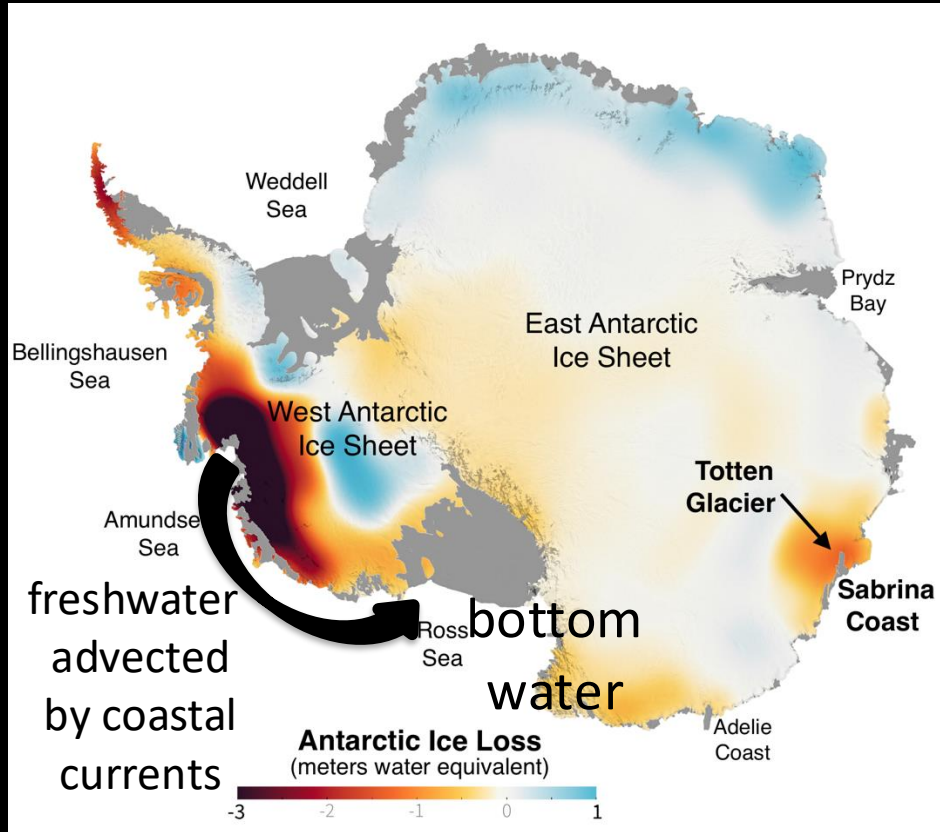 Weddell
Sea
Prydz
Bay
East Antarctic
Ice Sheet
Bellingshausen
Sea
West Antarctic
Ice Sheet
Totten
Glacier
Amundse
Sea
Sabrina
Coast
freshwater
advected
by coastal
currents
Ross
Sea
bottom
water
Adelie
Coast
Antarctic Ice Loss
(meters water equivalent)
-3 -2 -1 0 1